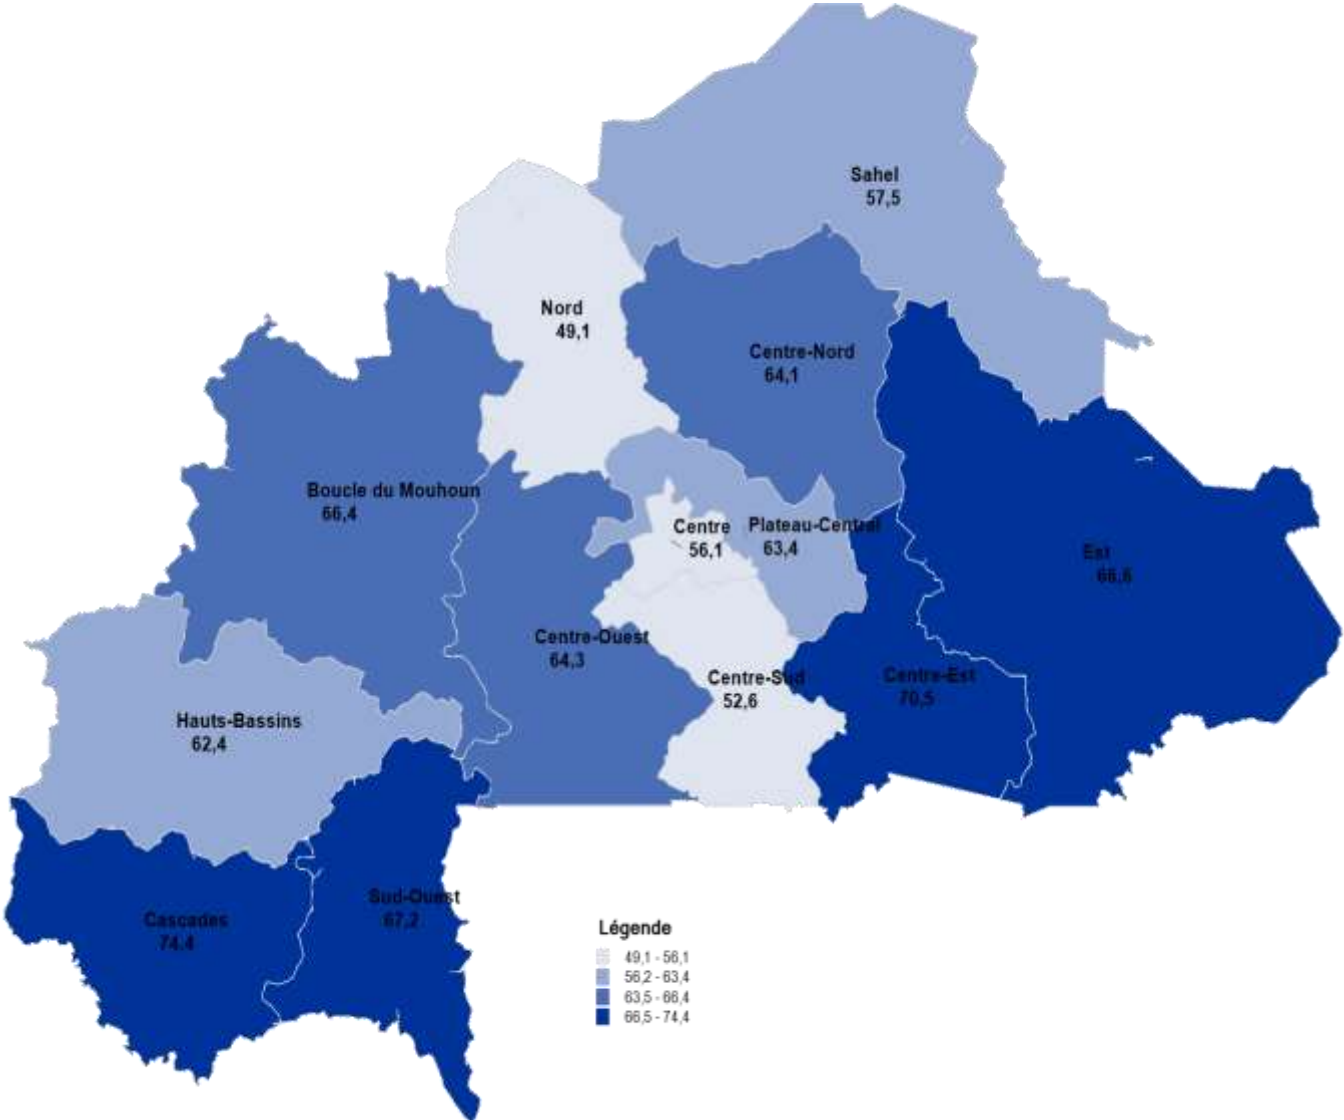 Sahel
57,5
Nord
49,1
Centre-Nord
64,1
Boucle du Mouhoun
66,4
Centre
56,1
Plateau-Central
63,4
Est
66,6
Centre-Ouest
64,3
Centre-Sud
52,6
Centre-Est
70,5
Hauts-Bassins
62,4
Sud-Ouest
67,2
Cascades
74,4
Légende
49,1 - 56,1
56,2 - 63,4
63,5 - 66,4
66,5 - 74,4